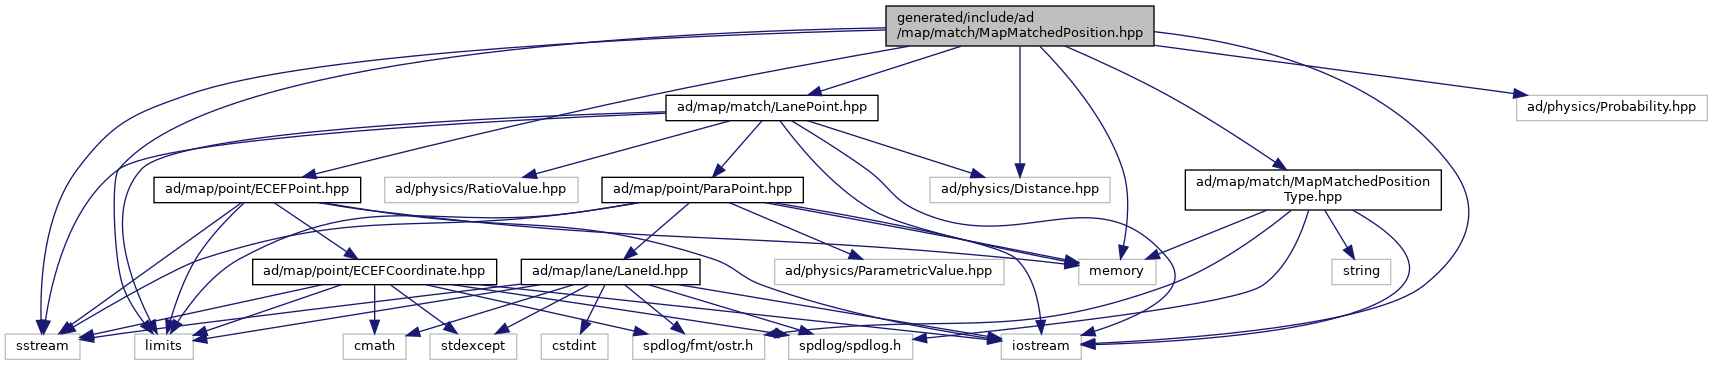 generated/include/ad
/map/match/MapMatchedPosition.hpp
ad/map/match/LanePoint.hpp
ad/physics/Probability.hpp
ad/map/point/ECEFPoint.hpp
ad/physics/RatioValue.hpp
ad/map/point/ParaPoint.hpp
ad/physics/Distance.hpp
ad/map/match/MapMatchedPosition
Type.hpp
ad/map/point/ECEFCoordinate.hpp
ad/map/lane/LaneId.hpp
ad/physics/ParametricValue.hpp
memory
string
sstream
limits
cmath
stdexcept
cstdint
spdlog/fmt/ostr.h
spdlog/spdlog.h
iostream